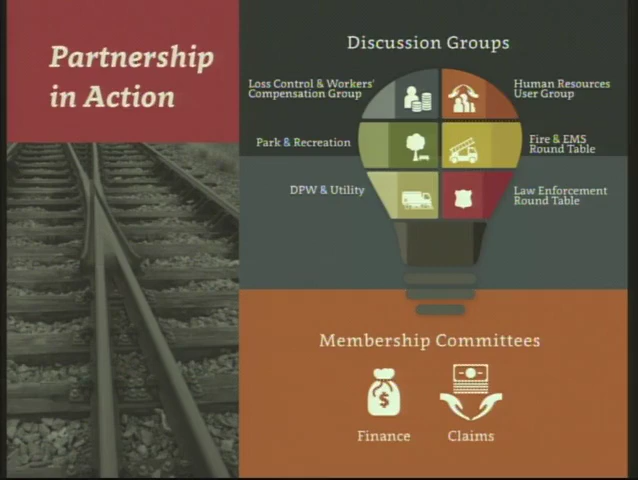 Partnership
in Action
Discussion Groups
Loss Control & Workers'
Compensation Group
Human Resources
User Group
Park & Recreation
Fire & EMS
Round Table
DPW & Utility
Law Enforcement
Round Table
Membership Committees
$
Finance
Claims